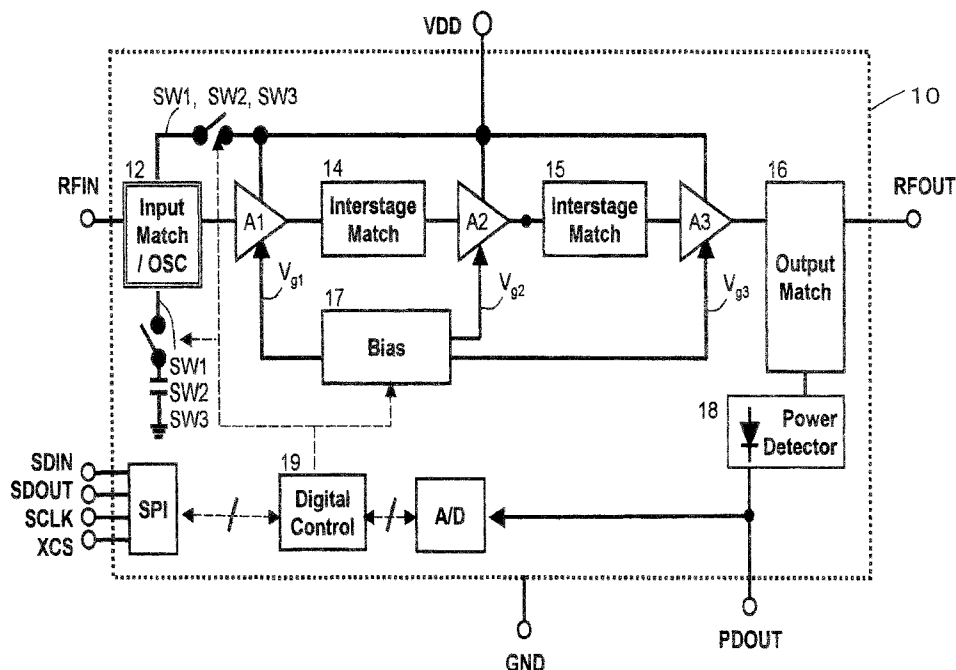 VDD
SW1, SW2, SW3
10
12
14
15
16
RFIN
Input
Match
/ OSC
A1
Interstage
Match
A2
Interstage
Match
A3
Output
Match
RFOUT
Vg1
Vg2
Vg3
17
Bias
SW1
SW2
SW3
18
Power
Detector
SDIN
SDOUT
SCLK
XCS
SPI
19
Digital
Control
A/D
GND
PDOUT